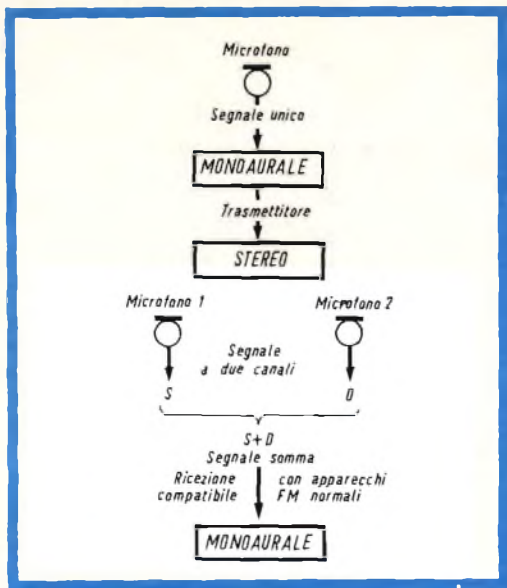 Microfono
Segnale unico
MONOAURALE
Trasmettitore
STEREO
Microfono 1
Microfono 2
Segnale
a due canali
S
D
S+D
Segnale somma
Ricezione con apparecchi
compatibile FM normali
MONOAURALE